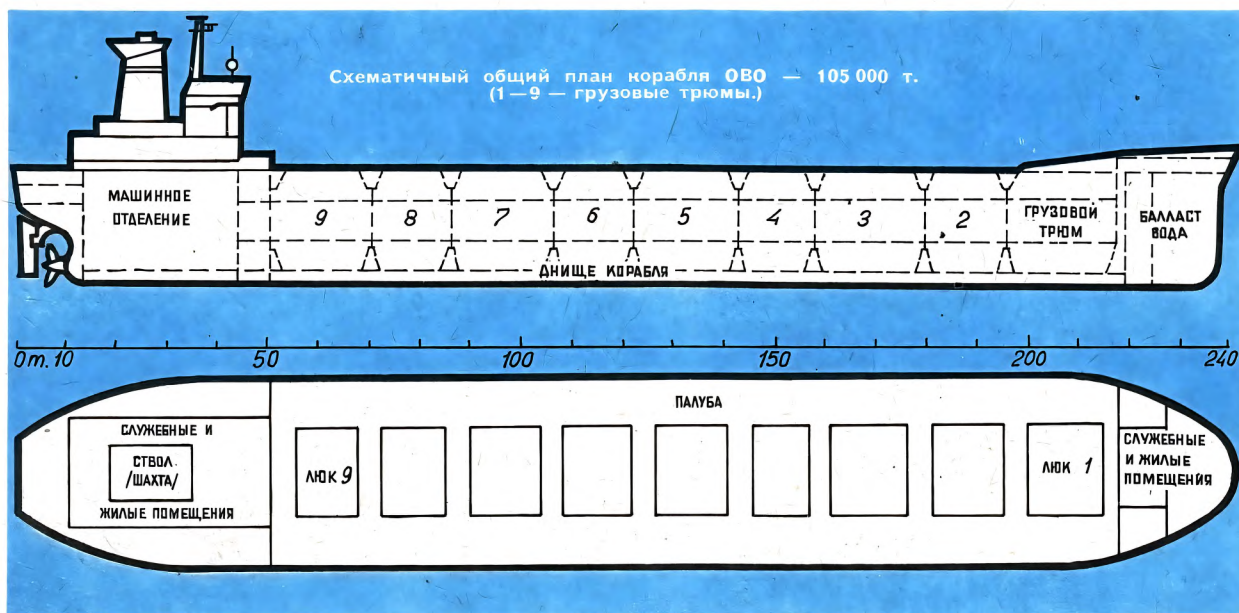 Схематичный общий план корабля ОВО — 105 000 т.
(1—9 — грузовые трюмы.)
МАШИННОЕ
ОТДЕЛЕНИЕ
9 8 7 6 5 4 3 2
ГРУЗОВОЙ
ТРЮМ
БАЛЛАСТ
ВОДА
ДНИЩЕ КОРАБЛЯ
0 т. 10 50 100 150 200 240
ПАЛУБА
СЛУЖЕБНЫЕ И
СТВОЛ
/ШАХТА/
ЖИЛЫЕ ПОМЕЩЕНИЯ
ЛЮК 9
ЛЮК 1
СЛУЖЕБНЫЕ
И ЖИЛЫЕ
ПОМЕЩЕНИЯ